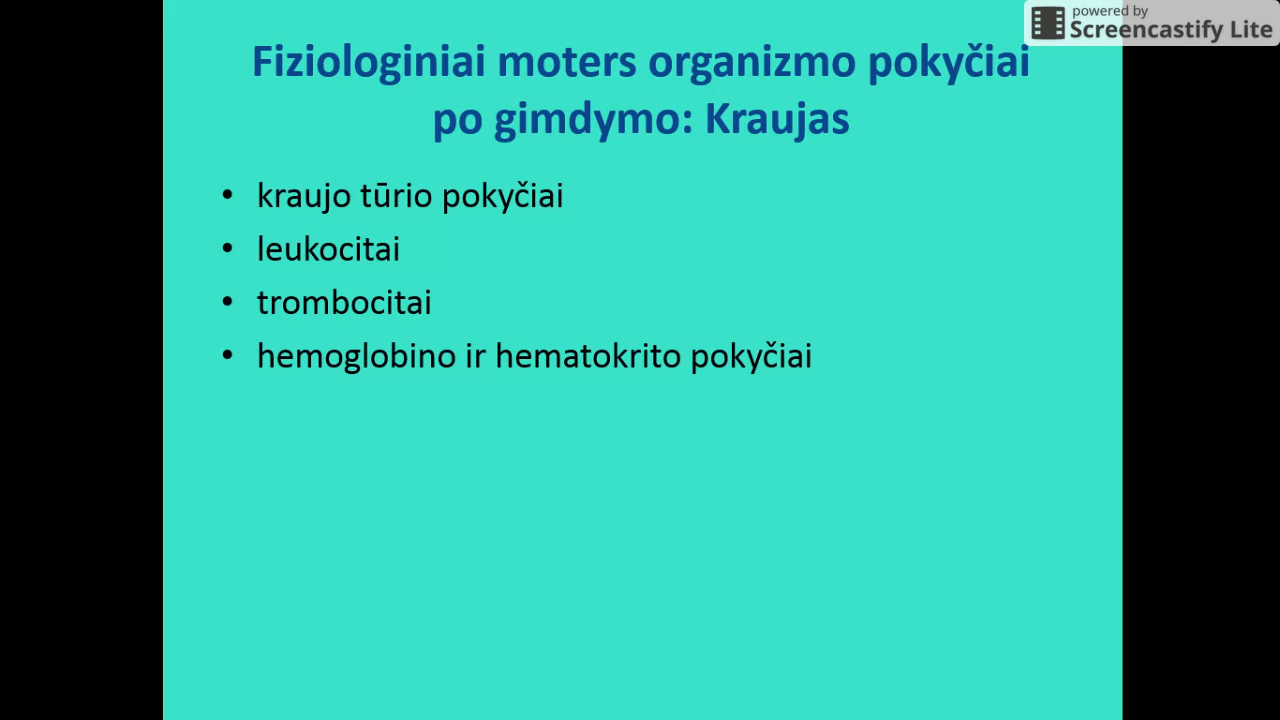 powered by
Screencastify Lite
Fiziologiniai moters organizmo pokyčiai
po gimdymo: Kraujas
• kraujo tūrio pokyčiai
• leukocitai
• trombocitai
• hemoglobino ir hematokrito pokyčiai